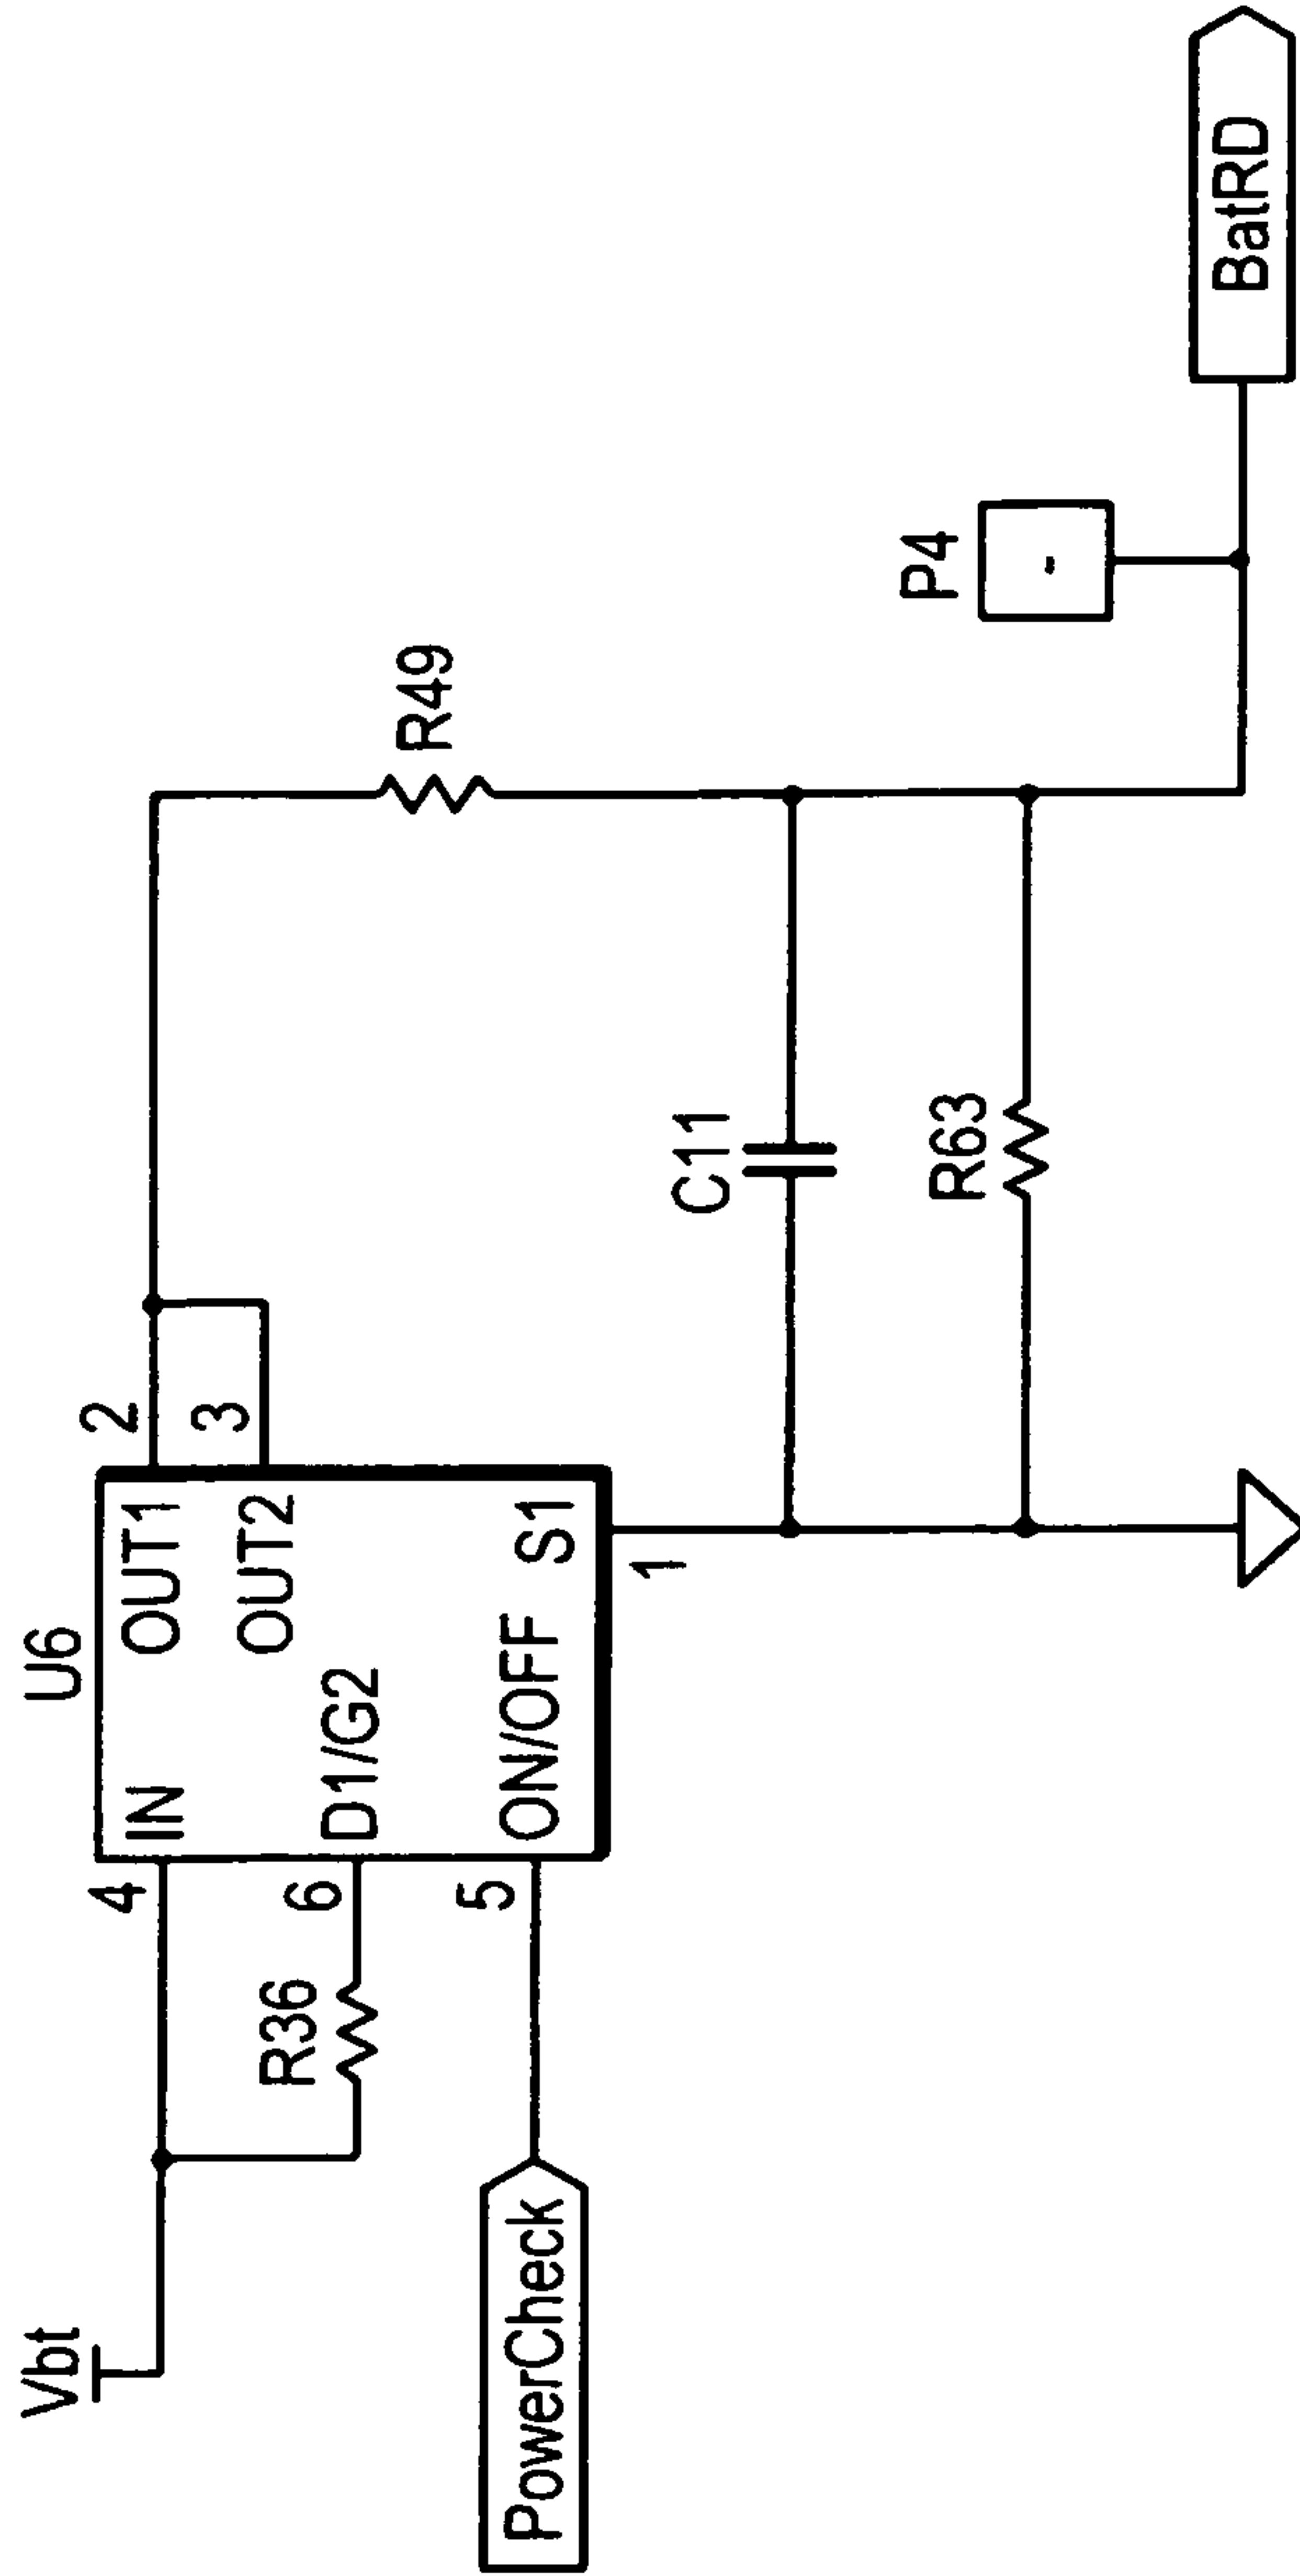 Vbt
U6
4
IN
OUT1
2
OUT2
3
R36
6
D1/G2
PowerCheck
5
ON/OFF
S1
1
R49
C11
R63
P4
-
BatRD